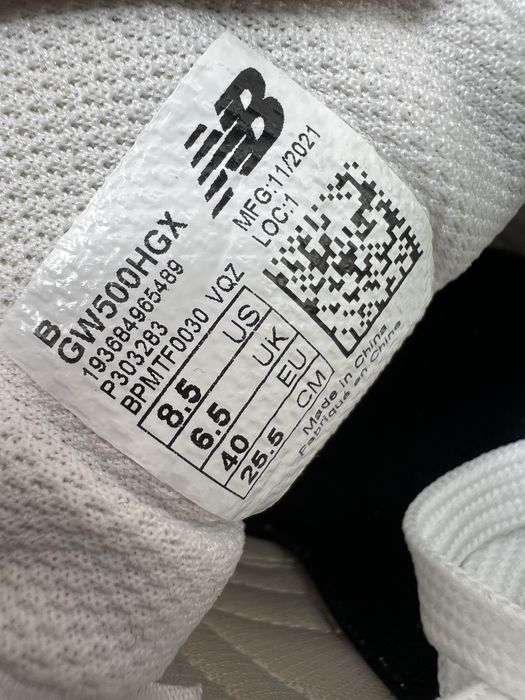 NB
MFG:11/2021
LOC:1
B
GW500HGX
193684965489
P303283
BPMTF0030 VQZ
8.5 US
6.5 UK
40 EU
25.5 CM
Made in China
Fabriqué en Chine